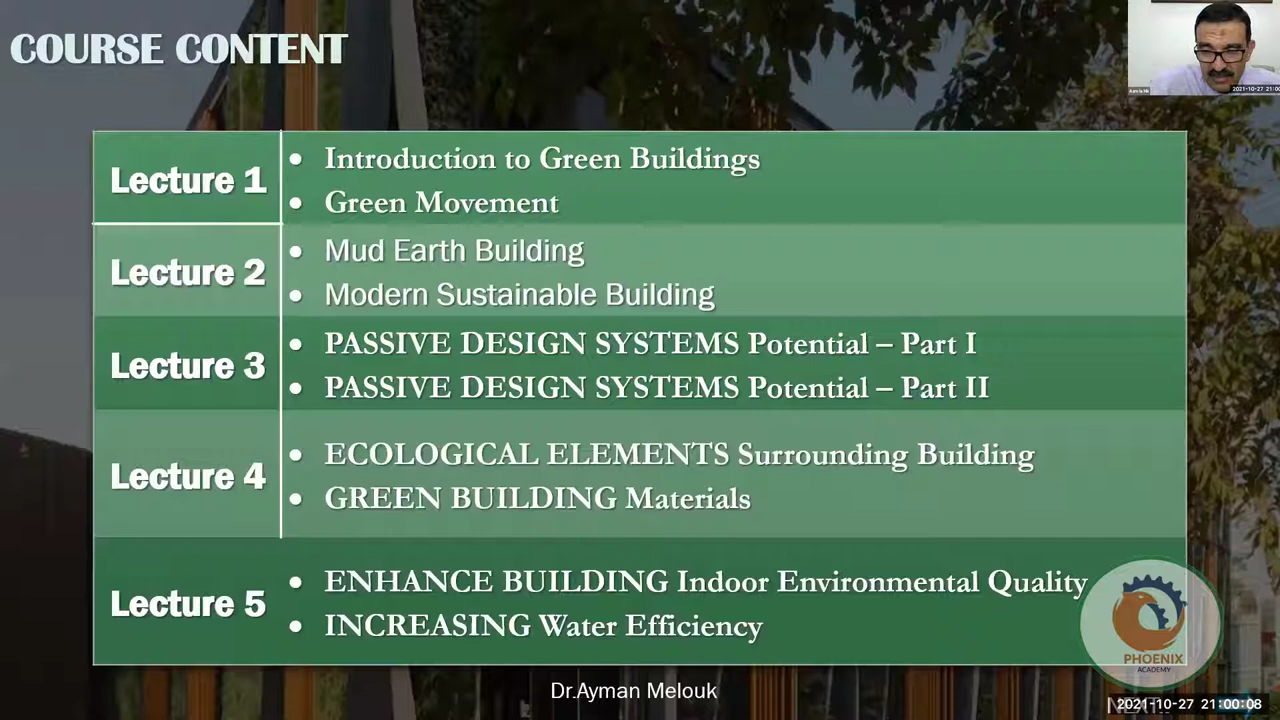 COURSE CONTENT
Lecture 1
• Introduction to Green Buildings
• Green Movement
Lecture 2
• Mud Earth Building
• Modern Sustainable Building
Lecture 3
• PASSIVE DESIGN SYSTEMS Potential – Part I
• PASSIVE DESIGN SYSTEMS Potential – Part II
Lecture 4
• ECOLOGICAL ELEMENTS Surrounding Building
• GREEN BUILDING Materials
Lecture 5
• ENHANCE BUILDING Indoor Environmental Quality
• INCREASING Water Efficiency
PHOENIX
ACADEMY
Dr.Ayman Melouk
2021-10-27 21:00:08